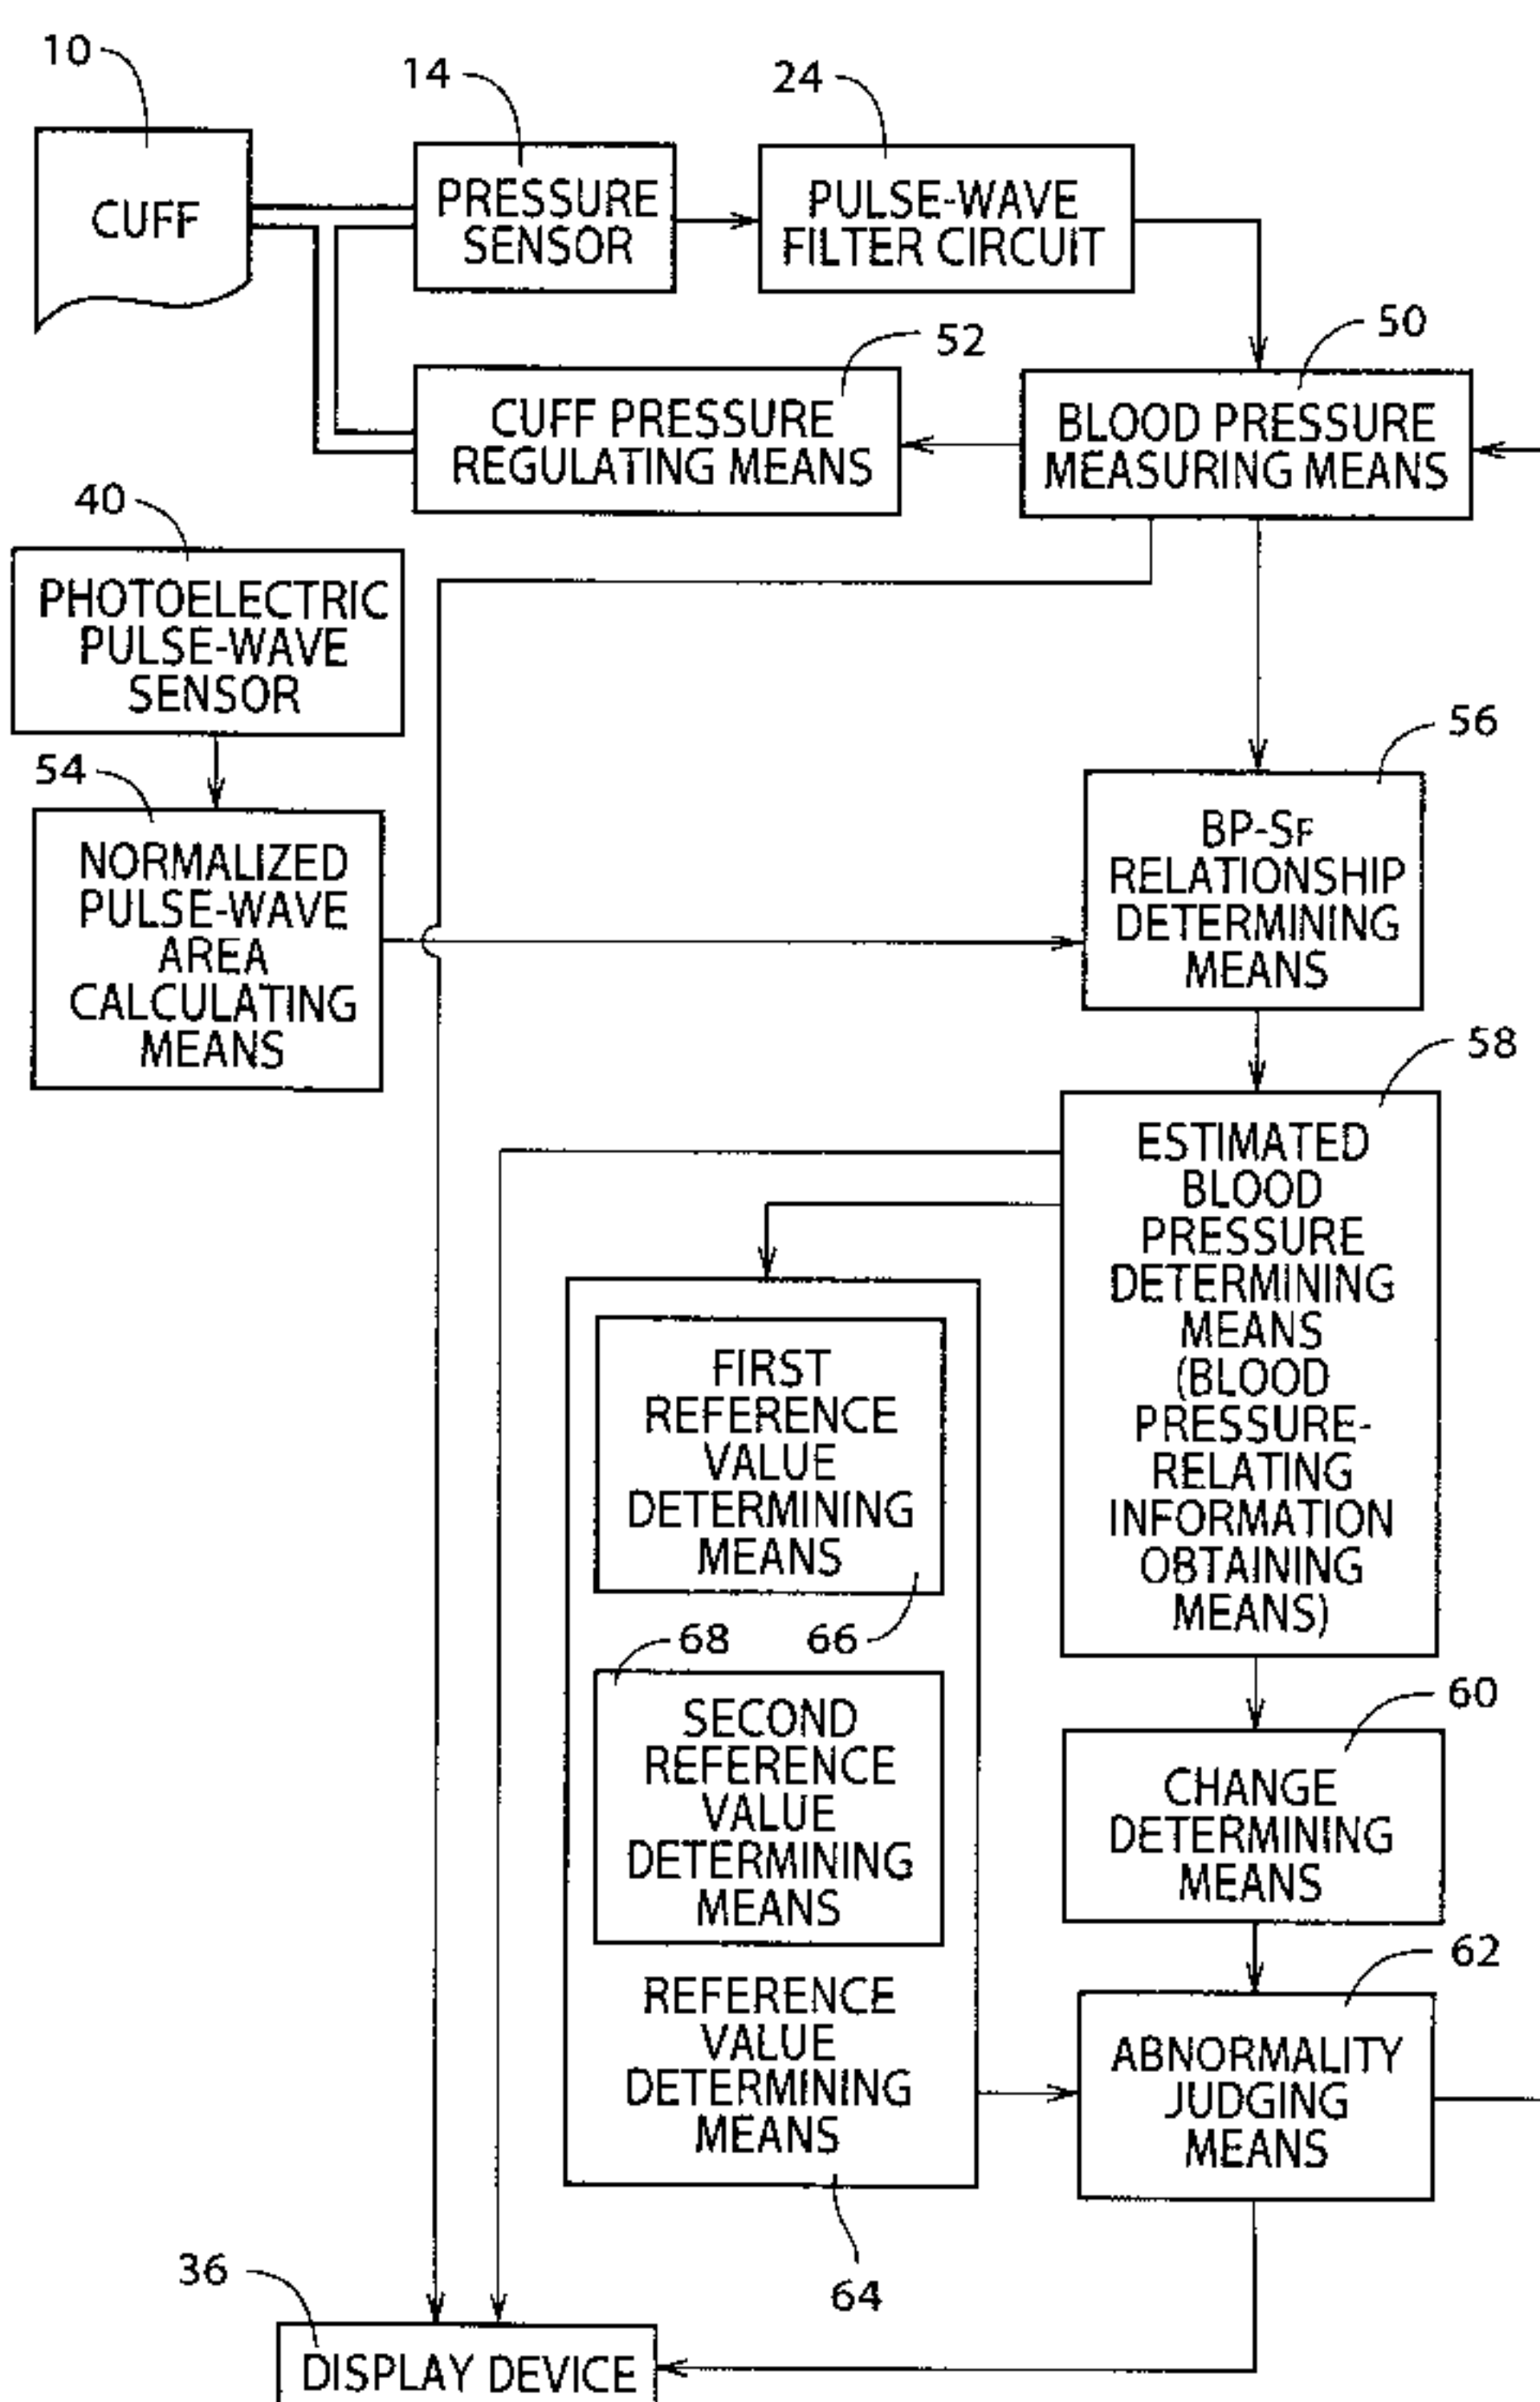 10
14
24
CUFF
PRESSURE
SENSOR
PULSE-WAVE
FILTER CIRCUIT
52
50
CUFF PRESSURE
REGULATING MEANS
BLOOD PRESSURE
MEASURING MEANS
40
PHOTOELECTRIC
PULSE-WAVE
SENSOR
54
NORMALIZED
PULSE-WAVE
AREA
CALCULATING
MEANS
56
BP-SF
RELATIONSHIP
DETERMINING
MEANS
58
ESTIMATED
BLOOD
PRESSURE
DETERMINING
MEANS
(BLOOD
PRESSURE-
RELATING
INFORMATION
OBTAINING
MEANS)
FIRST
REFERENCE
VALUE
DETERMINING
MEANS
68
66
SECOND
REFERENCE
VALUE
DETERMINING
MEANS
REFERENCE
VALUE
DETERMINING
MEANS
64
60
CHANGE
DETERMINING
MEANS
62
ABNORMALITY
JUDGING
MEANS
36
DISPLAY DEVICE